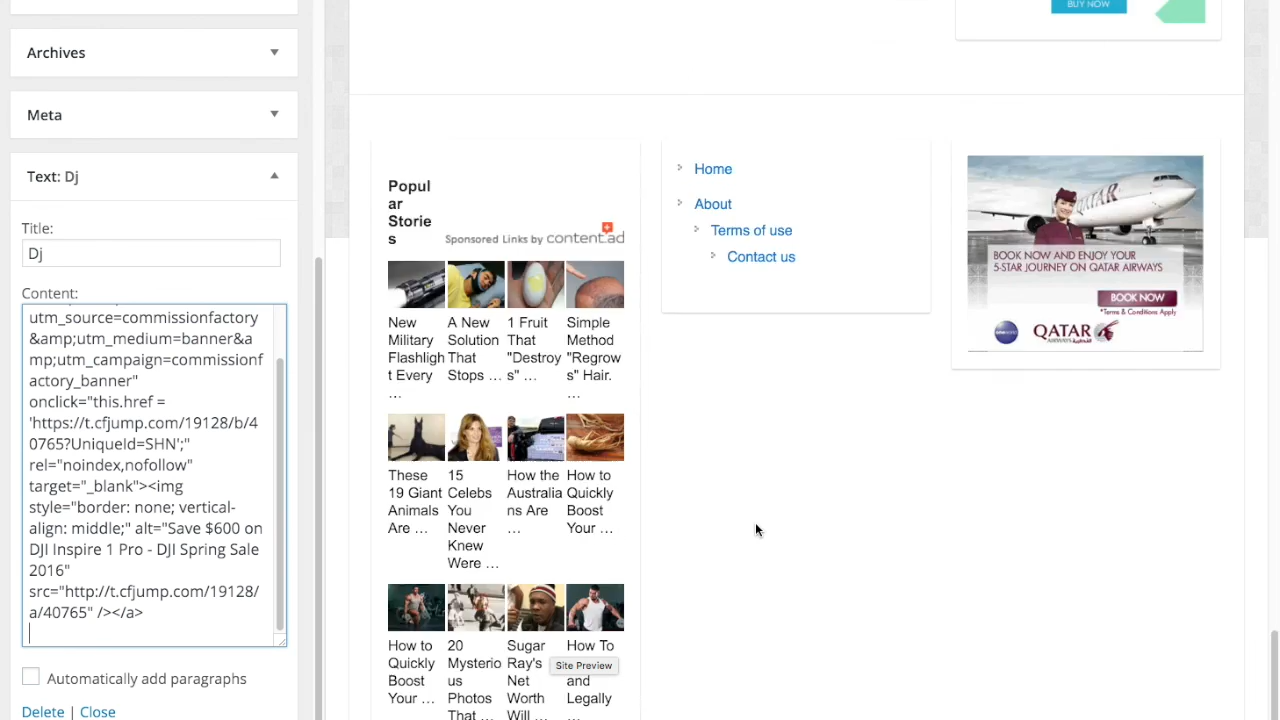 BUY NOW
Archives
Meta
Text: Dj
Title:
Dj
Content:
utm_source=commissionfactory
&amp;utm_medium=banner&a
mp;utm_campaign=commissionf
actory_banner"
onclick="this.href =
'https://t.cfjump.com/19128/b/4
0765?UniqueId=SHN';"
rel="noindex,nofollow"
target="_blank"><img
style="border: none; vertical-
align: middle;" alt="Save $600 on
DJI Inspire 1 Pro - DJI Spring Sale
2016"
src="http://t.cfjump.com/19128/
a/40765" /></a>
Automatically add paragraphs
Delete | Close
Popul
ar
Storie
s
Sponsored Links by content.ad
New
Military
Flashligh
t Every
…
A New
Solution
That
Stops …
1 Fruit
That
"Destroy
s" …
Simple
Method
"Regrow
s" Hair.
…
These
19 Giant
Animals
Are …
15
Celebs
You
Never
Knew
Were …
How the
Australia
ns Are
…
How to
Quickly
Boost
Your …
How to
Quickly
Boost
Your …
20
Mysterio
us
Photos
That …
Sugar
Ray's
Net
Worth
Will …
How To
and
Legally
…
Site Preview
Home
About
Terms of use
Contact us
QATAR
BOOK NOW AND ENJOY YOUR
5-STAR JOURNEY ON QATAR AIRWAYS
BOOK NOW
*Terms & Conditions Apply
oneworld
QATAR
AIRWAYS القطرية